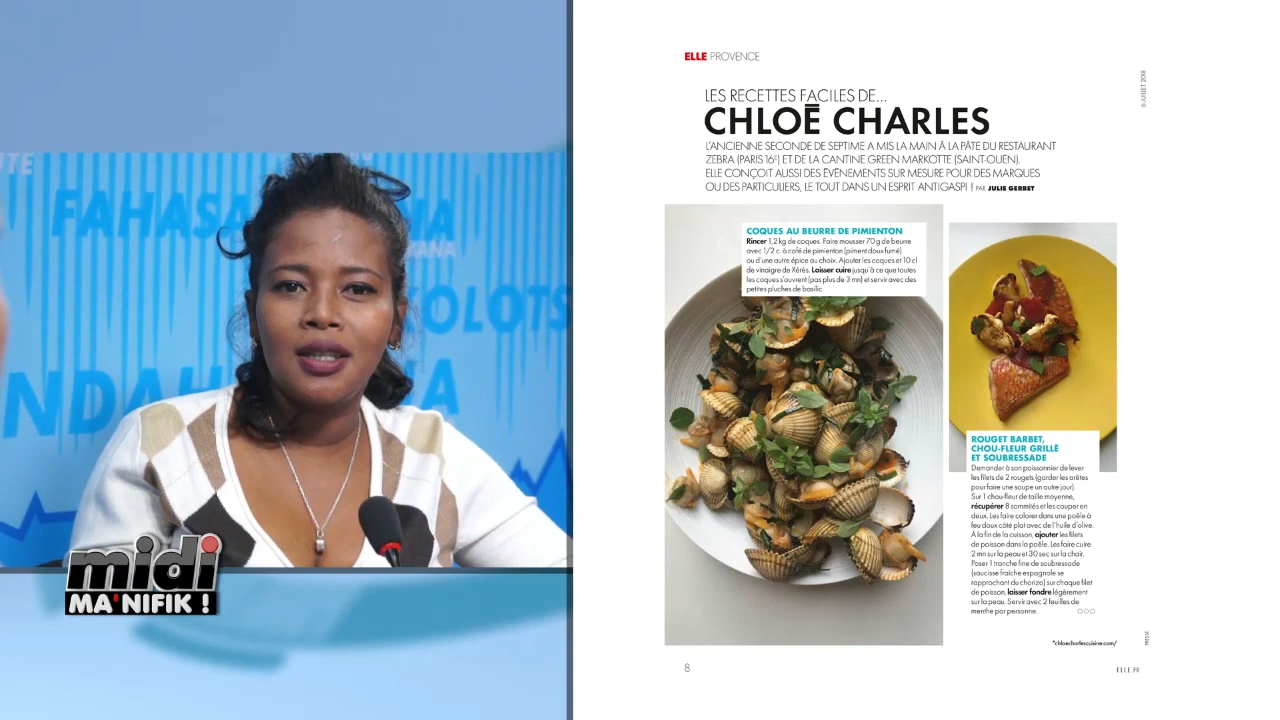 FAHASA
KOLOTS
NDAH
midi
MA'NIFIK !
ELLE PROVENCE
6 JUILLET 2018
LES RECETTES FACILES DE...
CHLOÉ CHARLES
L'ANCIENNE SECONDE DE SEPTIME A MIS LA MAIN À LA PÂTE DU RESTAURANT
ZEBRA (PARIS 16E) ET DE LA CANTINE GREEN MARKOTTE (SAINT-OUEN).
ELLE CONÇOIT AUSSI DES ÉVÉNEMENTS SUR MESURE POUR DES MARQUES
OU DES PARTICULIERS, LE TOUT DANS UN ESPRIT ANTIGASPI ! PAR JULIE GERBET
COQUES AU BEURRE DE PIMIENTON
Rincer 1,2 kg de coques. Faire mousser 70 g de beurre
avec 1/2 c. à café de pimienton (piment doux fumé)
ou d'une autre épice au choix. Ajouter les coques et 10 cl
de vinaigre de Xérès. Laisser cuire jusqu'à ce que toutes
les coques s'ouvrent (pas plus de 3 mn) et servir avec des
petites pluches de basilic.
ROUGET BARBET,
CHOU-FLEUR GRILLÉ
ET SOUBRESSADE
Demander à son poissonnier de lever
les filets de 2 rougets (garder les arêtes
pour faire une soupe un autre jour).
Sur 1 chou-fleur de taille moyenne,
récupérer 8 sommités et les couper en
deux. Les faire colorer dans une poêle à
feu doux côté plat avec de l'huile d'olive.
À la fin de la cuisson, ajouter les filets
de poisson dans la poêle. Les faire cuire
2 mn sur la peau et 30 sec sur la chair.
Poser 1 tranche fine de soubressade
(saucisse fraîche espagnole se
rapprochant du chorizo) sur chaque filet
de poisson, laisser fondre légèrement
sur la peau. Servir avec 2 feuilles de
menthe par personne.
*chloecharlescuisine.com/
PRESSE
8
ELLE.FR